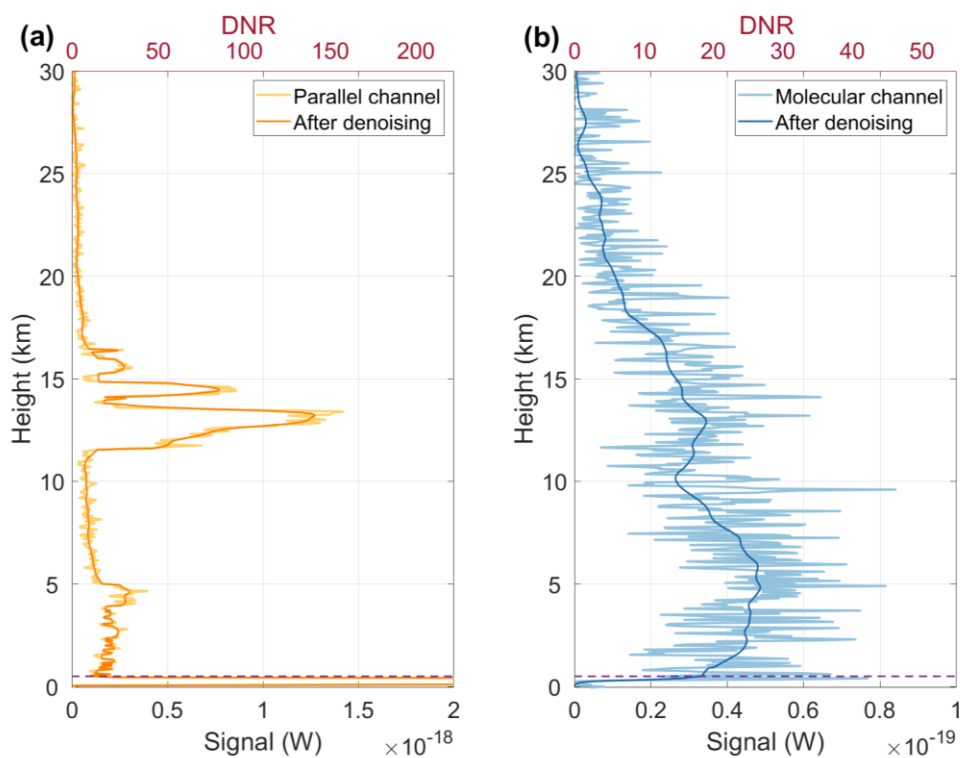 (a)
DNR
0 50 100 150 200
30
25
20
15
10
5
0
Height (km)
Parallel channel
After denoising
0 0.5 1 1.5 2
Signal (W)
×10-18
(b)
DNR
0 10 20 30 40 50
30
25
20
15
10
5
0
Height (km)
Molecular channel
After denoising
0 0.2 0.4 0.6 0.8 1
Signal (W)
×10-19